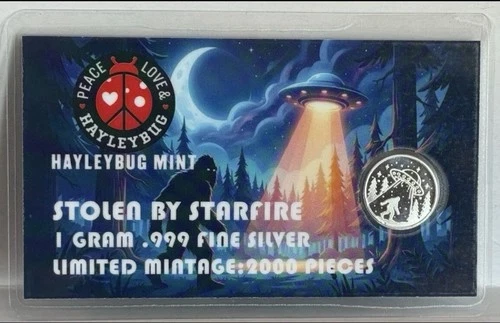 PEACE LOVE &
HAYLEYBUG
HAYLEYBUG MINT
STOLEN BY STARFIRE
1 GRAM .999 FINE SILVER
LIMITED MINTAGE:2000 PIECES